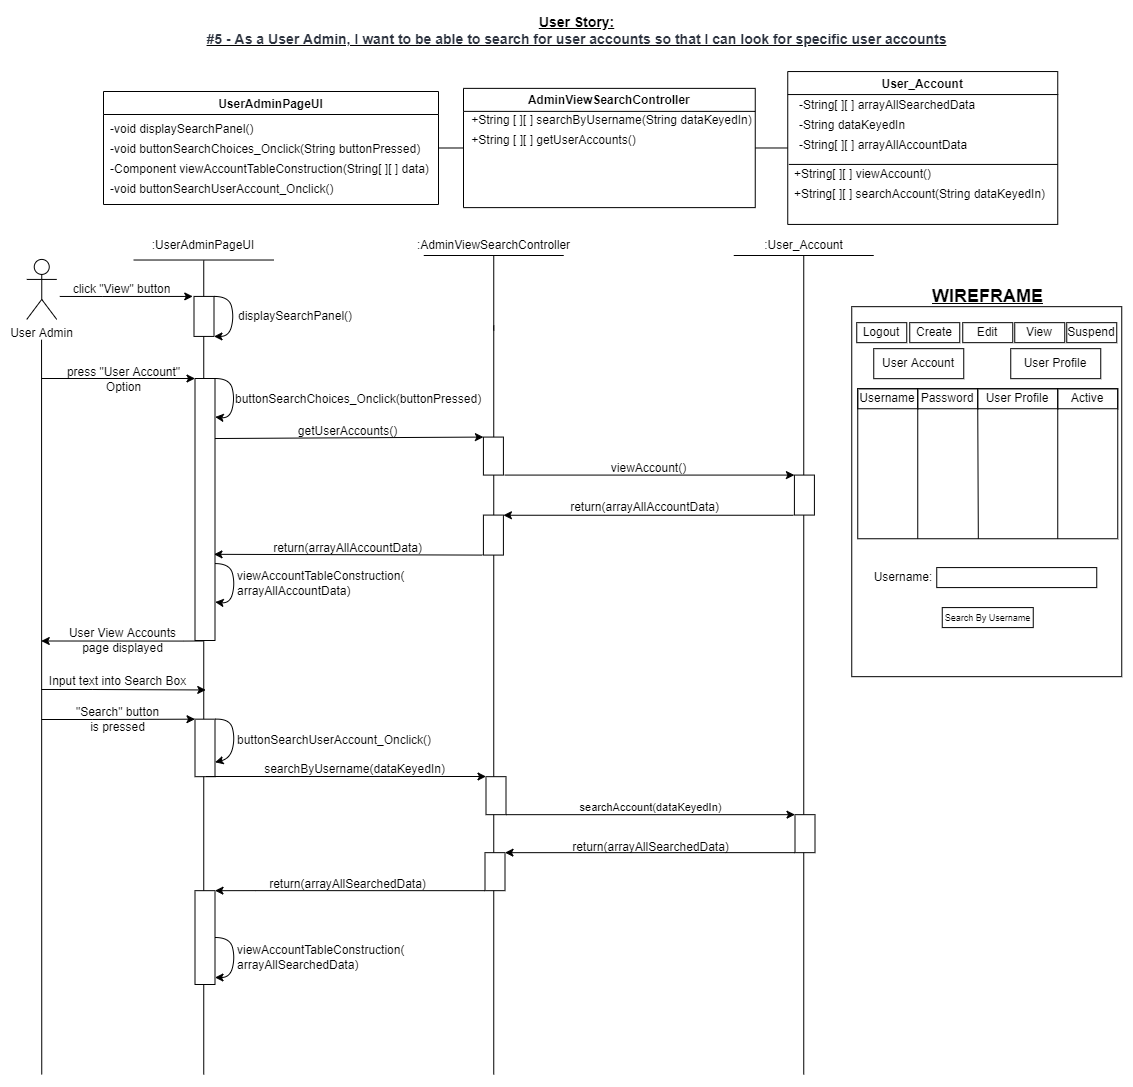 User Story:
#5 - As a User Admin, I want to be able to search for user accounts so that I can look for specific user accounts
UserAdminPageUI
-void displaySearchPanel()
-void buttonSearchChoices_Onclick(String buttonPressed)
-Component viewAccountTableConstruction(String[ ][ ] data)
-void buttonSearchUserAccount_Onclick()
AdminViewSearchController
+String [ ][ ] searchByUsername(String dataKeyedIn)
+String [ ][ ] getUserAccounts()
User_Account
-String[ ][ ] arrayAllSearchedData
-String dataKeyedIn
-String[ ][ ] arrayAllAccountData
+String[ ][ ] viewAccount()
+String[ ][ ] searchAccount(String dataKeyedIn)
:UserAdminPageUI
:AdminViewSearchController
:User_Account
User Admin
click "View" button
displaySearchPanel()
press "User Account"
Option
buttonSearchChoices_Onclick(buttonPressed)
getUserAccounts()
viewAccount()
return(arrayAllAccountData)
return(arrayAllAccountData)
viewAccountTableConstruction(
arrayAllAccountData)
User View Accounts
page displayed
Input text into Search Box
"Search" button
is pressed
buttonSearchUserAccount_Onclick()
searchByUsername(dataKeyedIn)
searchAccount(dataKeyedIn)
return(arrayAllSearchedData)
return(arrayAllSearchedData)
viewAccountTableConstruction(
arrayAllSearchedData)
WIREFRAME
Logout Create Edit View Suspend
User Account User Profile
Username Password User Profile Active
Username:
Search By Username